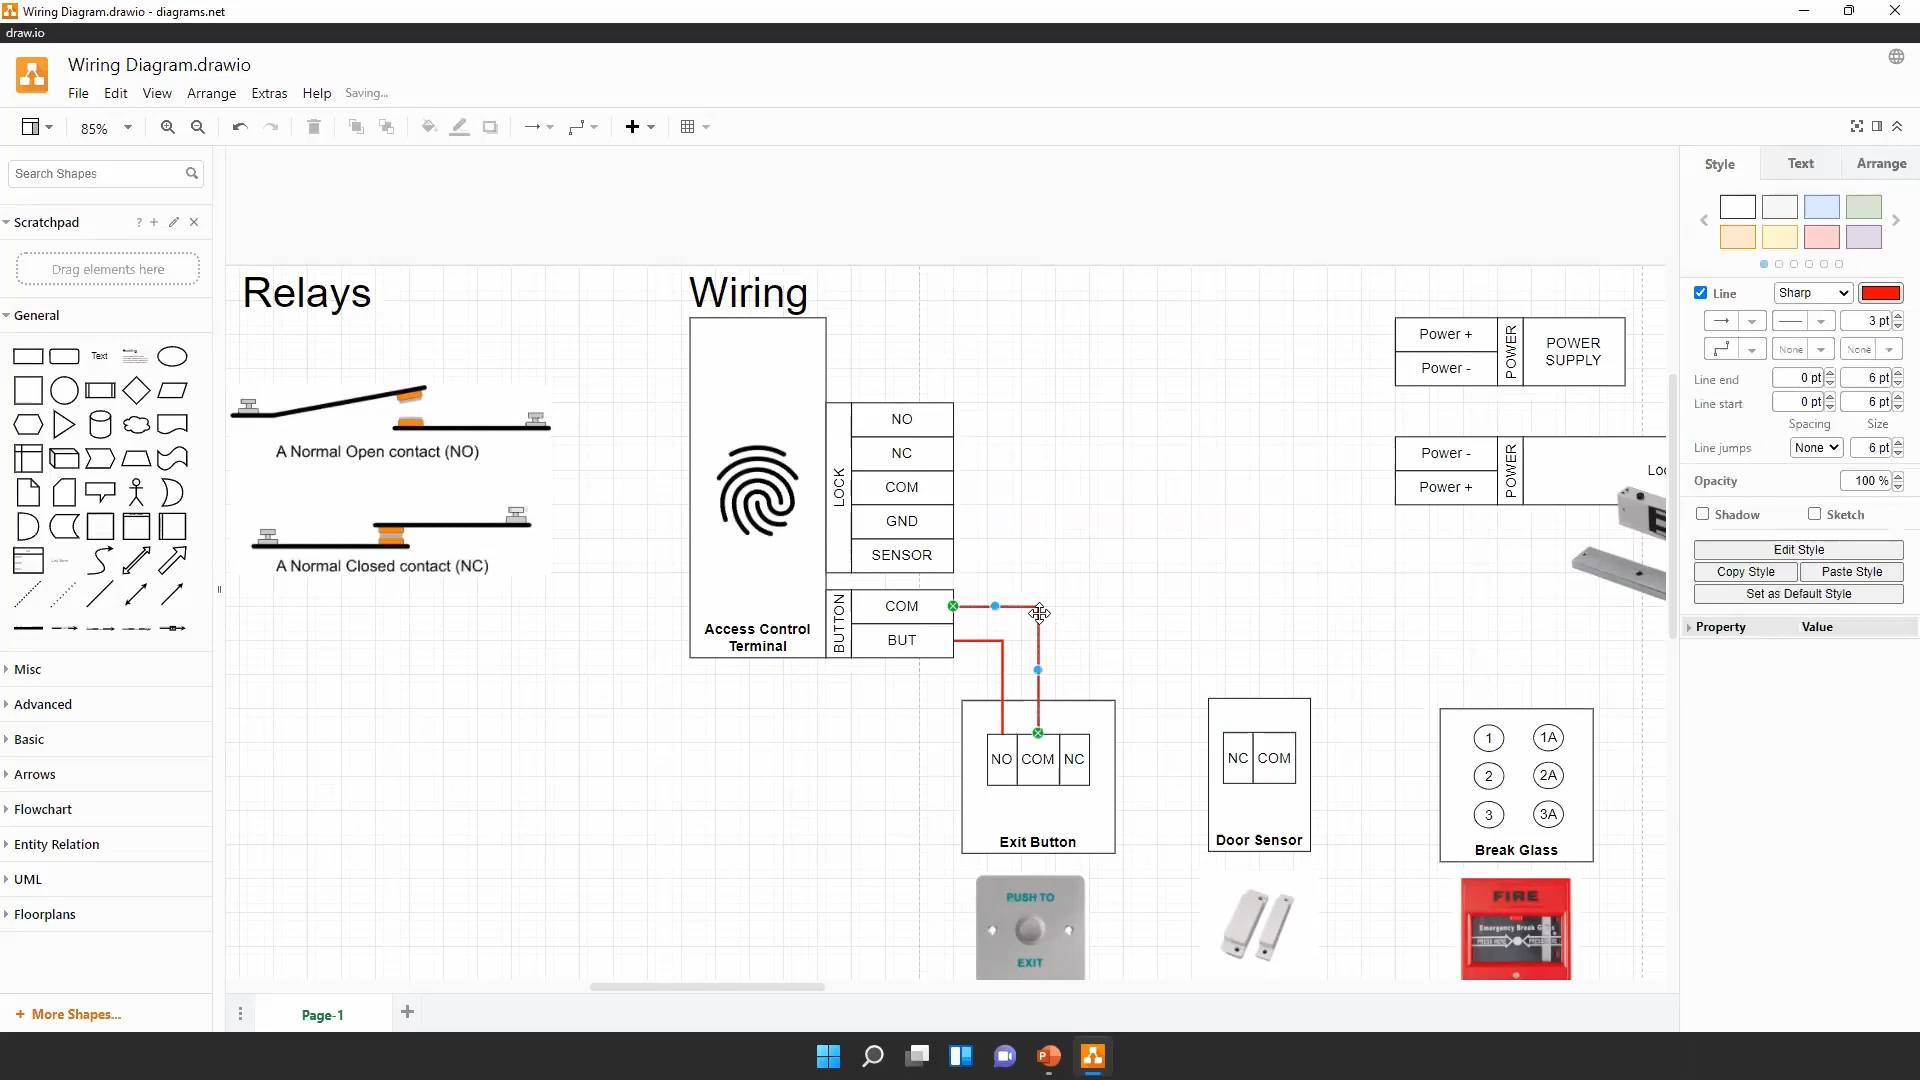 Wiring Diagram.drawio - diagrams.net
draw.io
Wiring Diagram.drawio
File Edit View Arrange Extras Help Saving...
85%
Search Shapes
Scratchpad ?
Drag elements here
General
Text
Misc
Advanced
Basic
Arrows
Flowchart
Entity Relation
UML
Floorplans
+ More Shapes...
Relays
A Normal Open contact (NO)
A Normal Closed contact (NC)
Wiring
Access Control
Terminal
LOCK
NO
NC
COM
GND
SENSOR
BUTTON
COM
BUT
NO COM NC
Exit Button
PUSH TO
EXIT
NC COM
Door Sensor
Power +
Power -
POWER
POWER
SUPPLY
Power -
Power +
POWER
Loc
1 1A
2 2A
3 3A
Break Glass
FIRE
Emergency Break
PRESS HERE
Page-1
Style Text Arrange
Line Sharp
3 pt
None None
Line end 0 pt 6 pt
Line start 0 pt 6 pt
Spacing Size
Line jumps None 6 pt
Opacity 100 %
Shadow Sketch
Edit Style
Copy Style Paste Style
Set as Default Style
Property Value